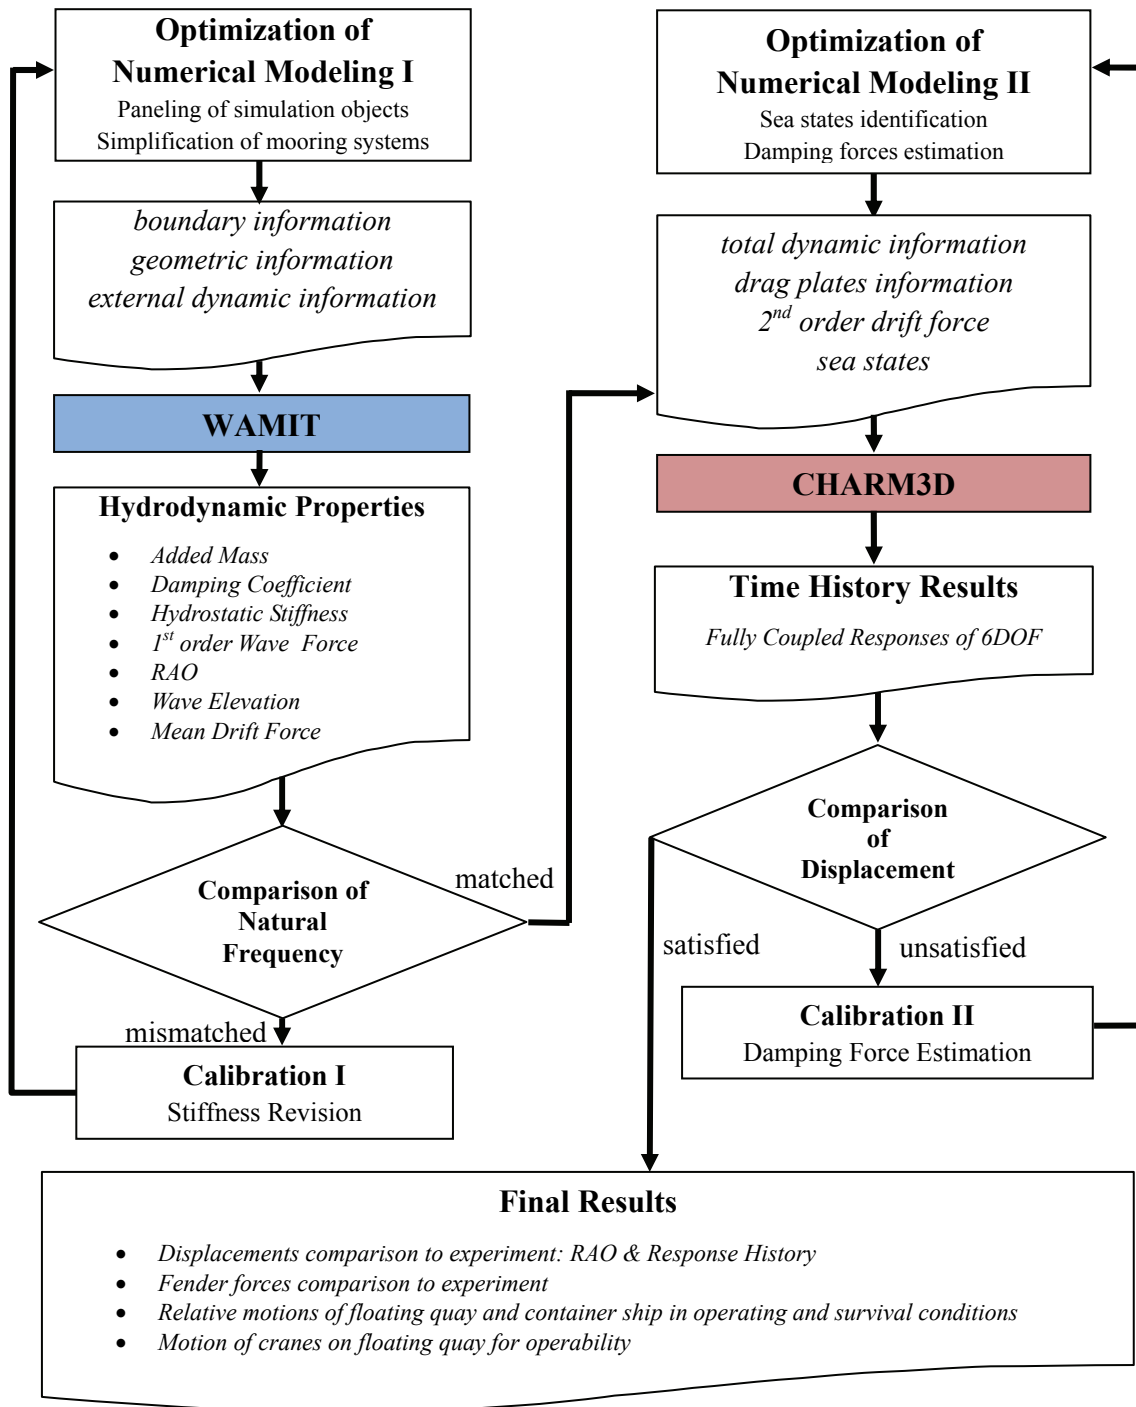 Optimization of
Numerical Modeling I
Paneling of simulation objects
Simplification of mooring systems
boundary information
geometric information
external dynamic information
WAMIT
Hydrodynamic Properties
• Added Mass
• Damping Coefficient
• Hydrostatic Stiffness
• 1st order Wave Force
• RAO
• Wave Elevation
• Mean Drift Force
Comparison of
Natural
Frequency
matched
mismatched
Calibration I
Stiffness Revision
Optimization of
Numerical Modeling II
Sea states identification
Damping forces estimation
total dynamic information
drag plates information
2nd order drift force
sea states
CHARM3D
Time History Results
Fully Coupled Responses of 6DOF
Comparison
of
Displacement
satisfied
unsatisfied
Calibration II
Damping Force Estimation
Final Results
• Displacements comparison to experiment: RAO & Response History
• Fender forces comparison to experiment
• Relative motions of floating quay and container ship in operating and survival conditions
• Motion of cranes on floating quay for operability